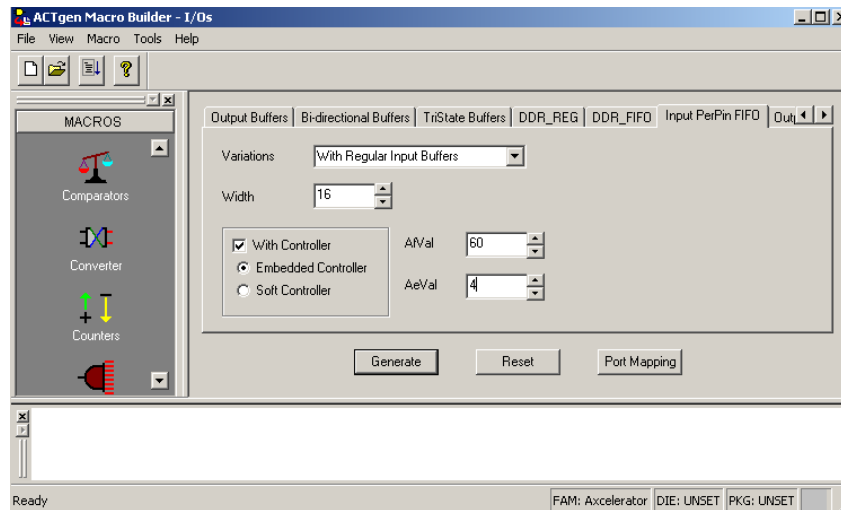 ACTgen Macro Builder - I/Os
File View Macro Tools Help
MACROS
Comparators
Converter
Counters
Output Buffers Bi-directional Buffers TriState Buffers DDR_REG DDR_FIFO Input PerPin FIFO
Variations With Regular Input Buffers
Width 16
With Controller
Embedded Controller
Soft Controller
AfVal 60
AeVal 4
Generate Reset Port Mapping
Ready FAM: Axcelerator DIE: UNSET PKG: UNSET